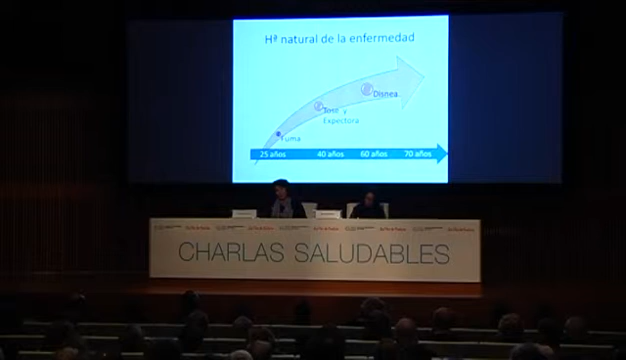 Hª natural de la enfermedad
Disnea.
Tose y
Expectora
Fuma
25 años 40 años 60 años 70 años
CHARLAS SALUDABLES